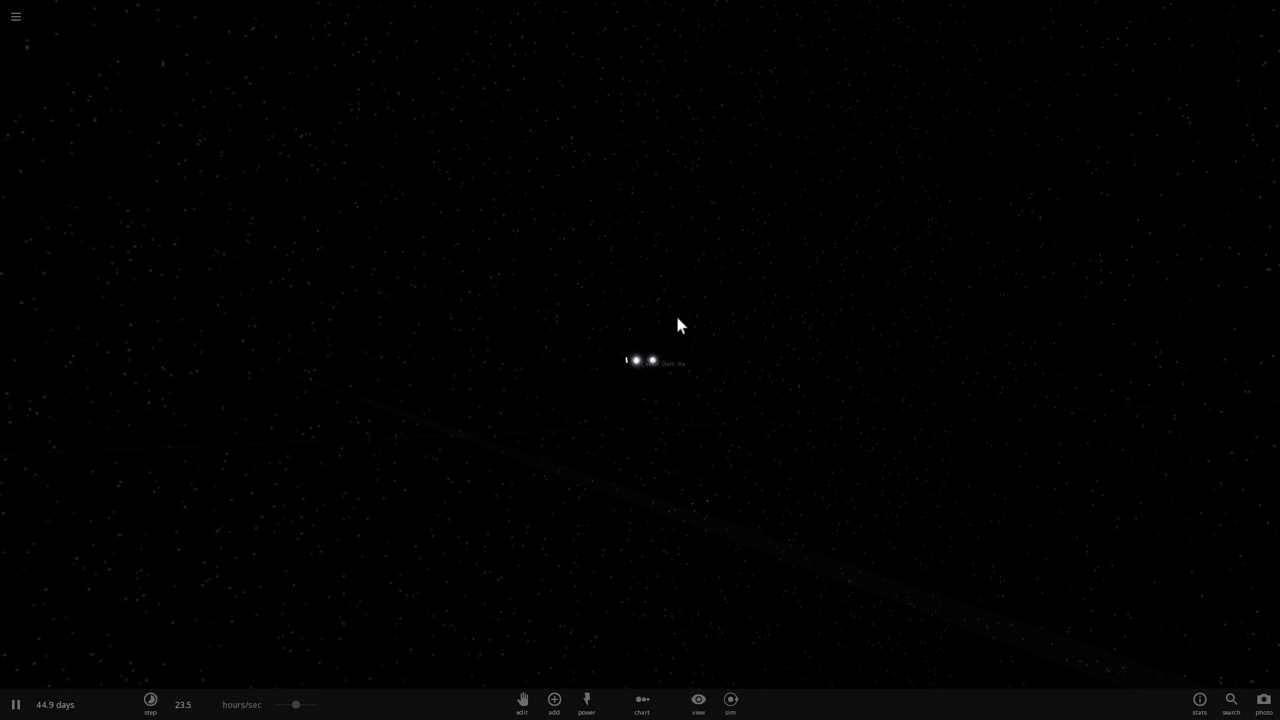 44.9 days
step
23.5
hours/sec
edit
add
power
chart
view
sim
stats
search
photo